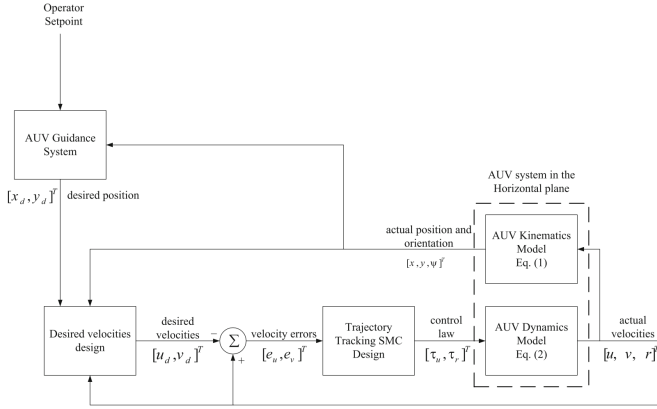 Operator
Setpoint
AUV Guidance
System
[x_d, y_d]^T desired position
AUV system in the
Horizontal plane
actual position and
orientation
[x, y, ψ]^T
AUV Kinematics
Model
Eq. (1)
Desired velocities
design
desired
velocities
[u_d, v_d]^T
−
Σ
+
velocity errors
[e_u, e_v]^T
Trajectory
Tracking SMC
Design
control
law
[τ_u, τ_r]^T
AUV Dynamics
Model
Eq. (2)
actual
velocities
[u, v, r]^T